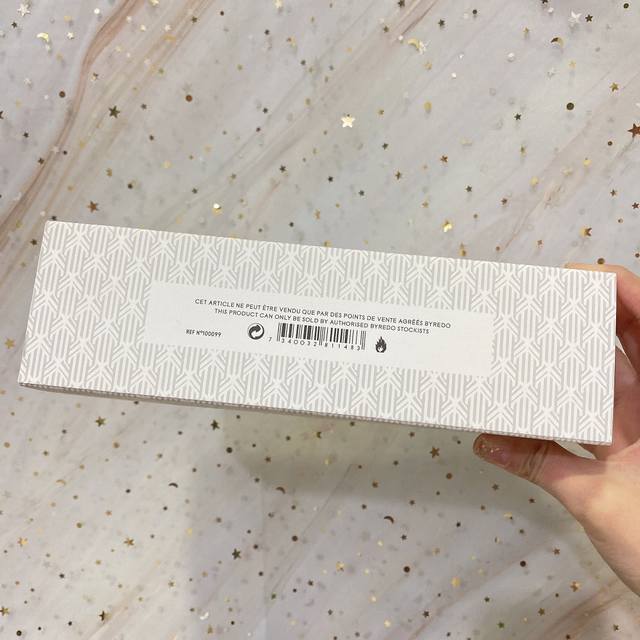 CET ARTICLE NE PEUT ÊTRE VENDU QUE PAR DES POINTS DE VENTE AGRÉÉS BYREDO
THIS PRODUCT CAN ONLY BE SOLD BY AUTHORISED BYREDO STOCKISTS
REF N°100099
7 340032 811483